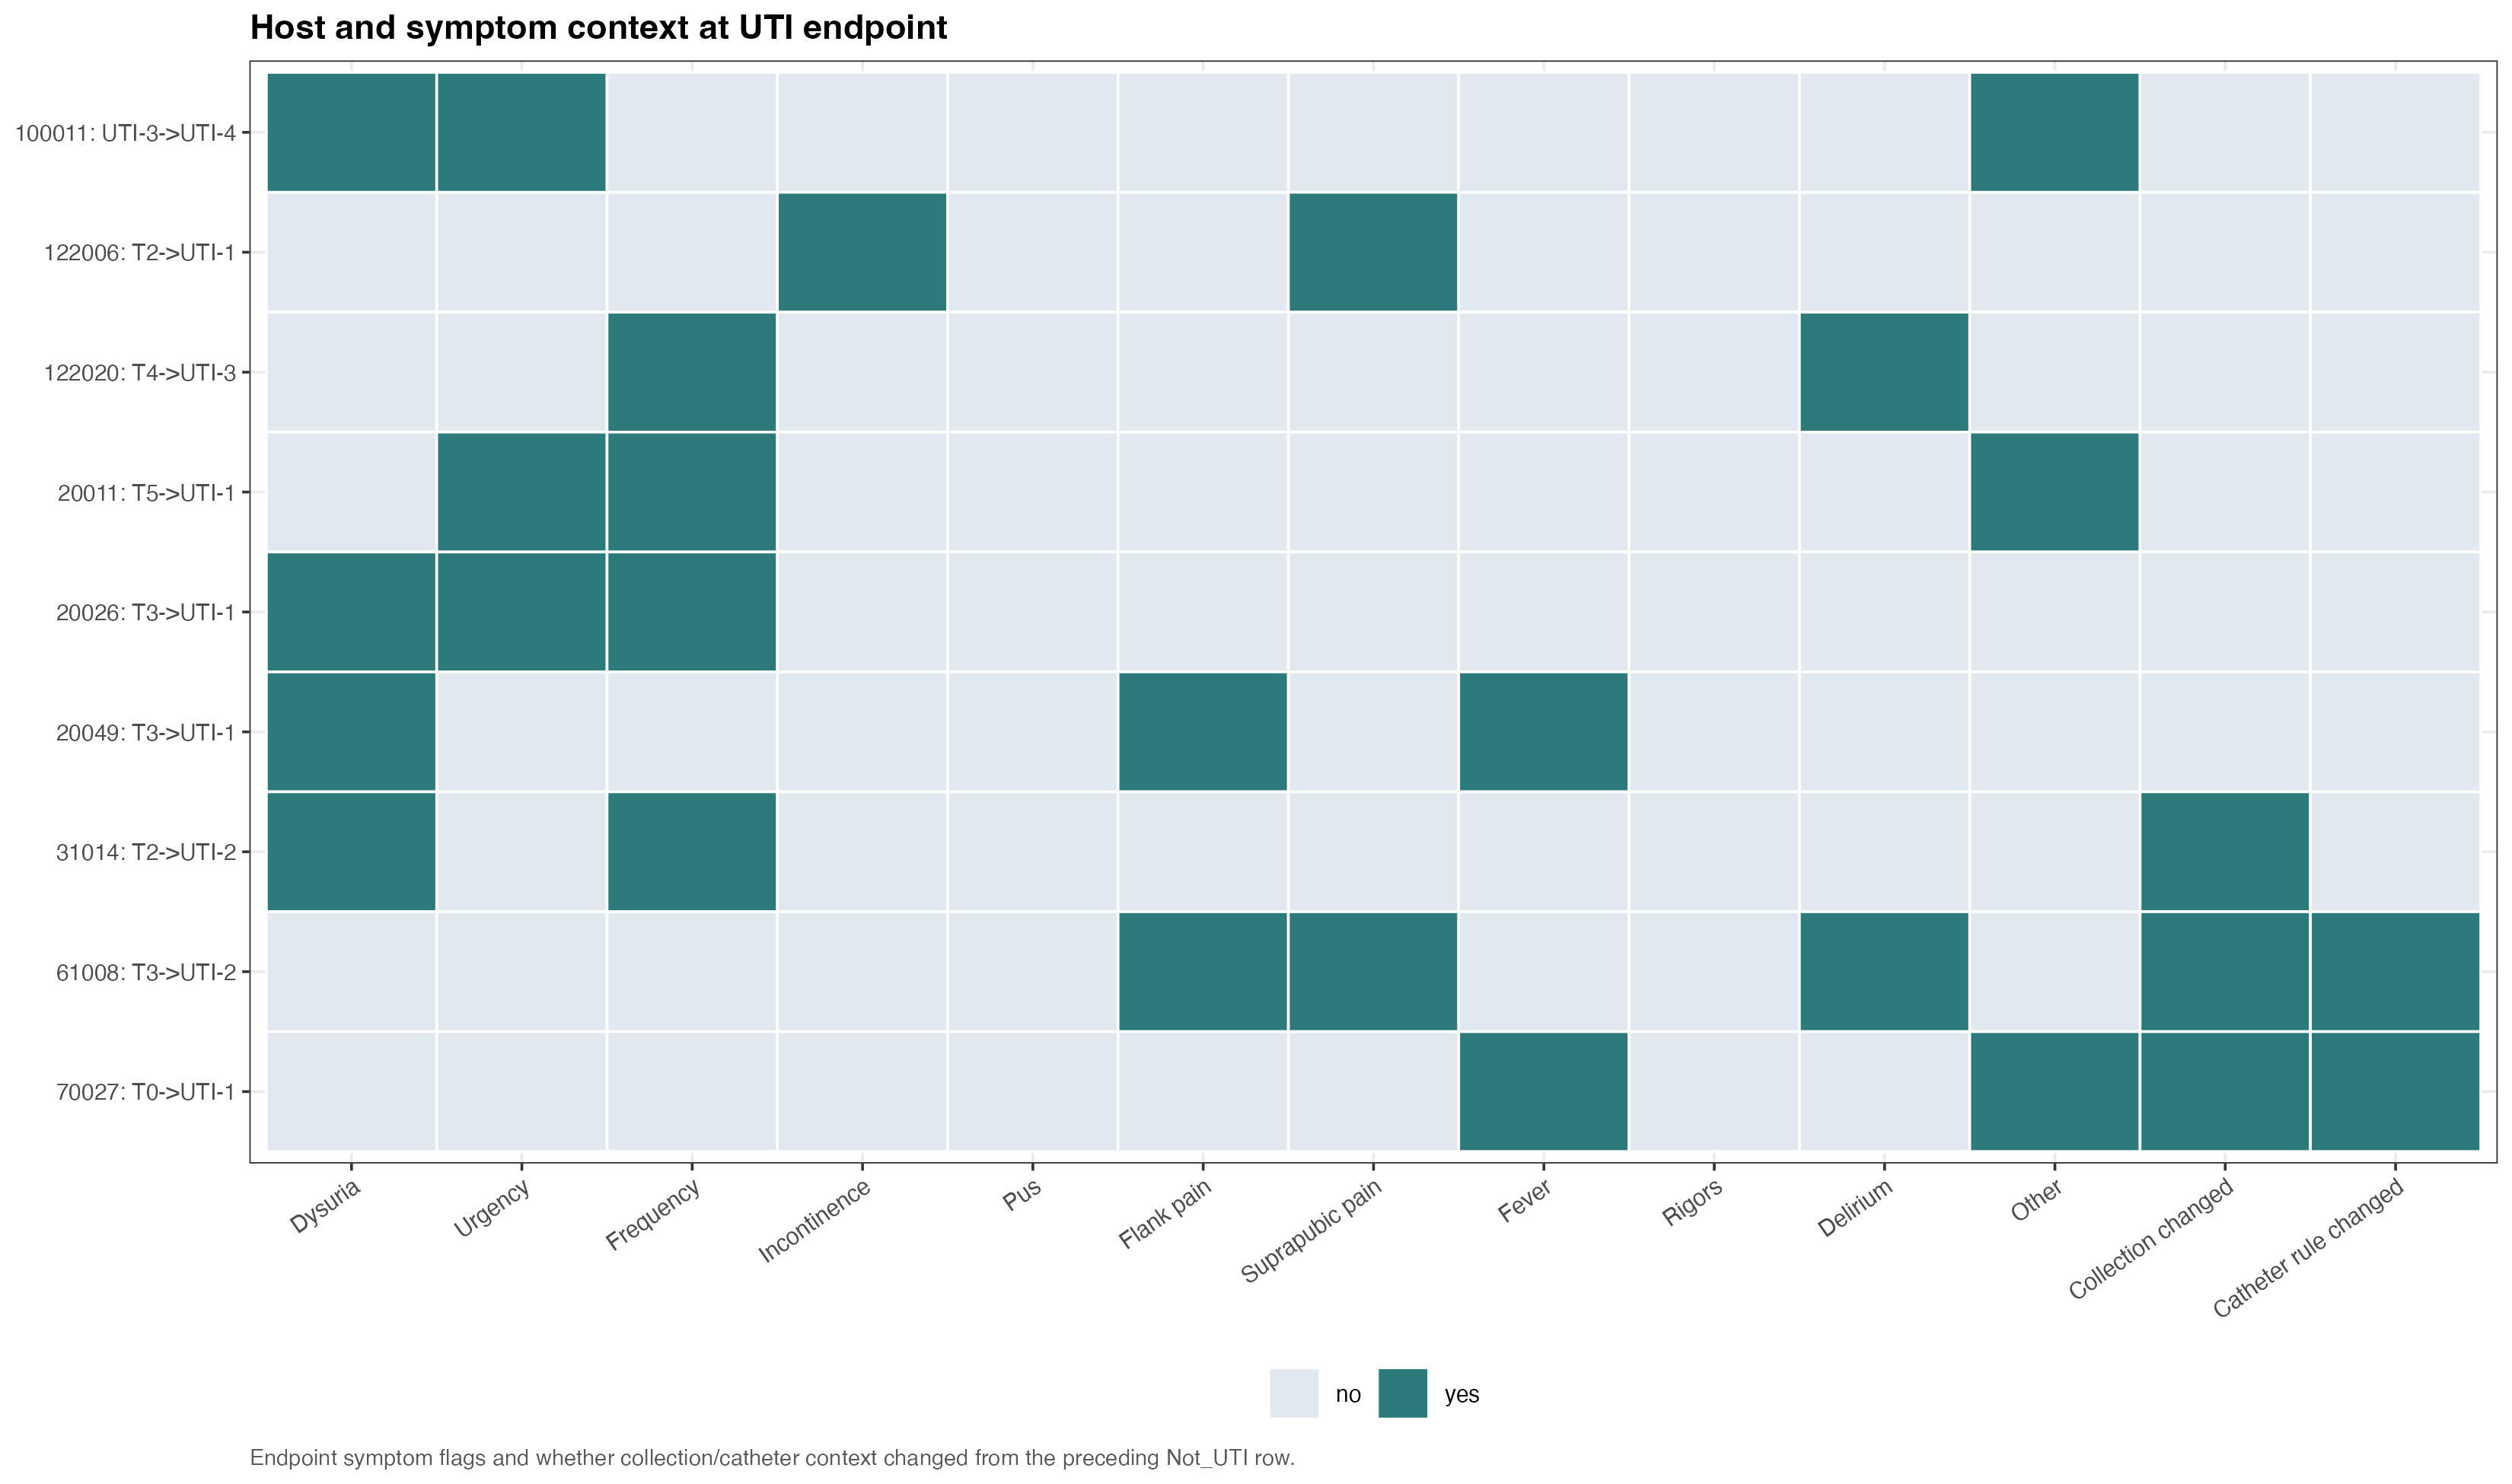 Host and symptom context at UTI endpoint
100011: UTI-3->UTI-4
122006: T2->UTI-1
122020: T4->UTI-3
20011: T5->UTI-1
20026: T3->UTI-1
20049: T3->UTI-1
31014: T2->UTI-2
61008: T3->UTI-2
70027: T0->UTI-1
Dysuria
Urgency
Frequency
Incontinence
Pus
Flank pain
Suprapubic pain
Fever
Rigors
Delirium
Other
Collection changed
Catheter rule changed
no
yes
Endpoint symptom flags and whether collection/catheter context changed from the preceding Not_UTI row.